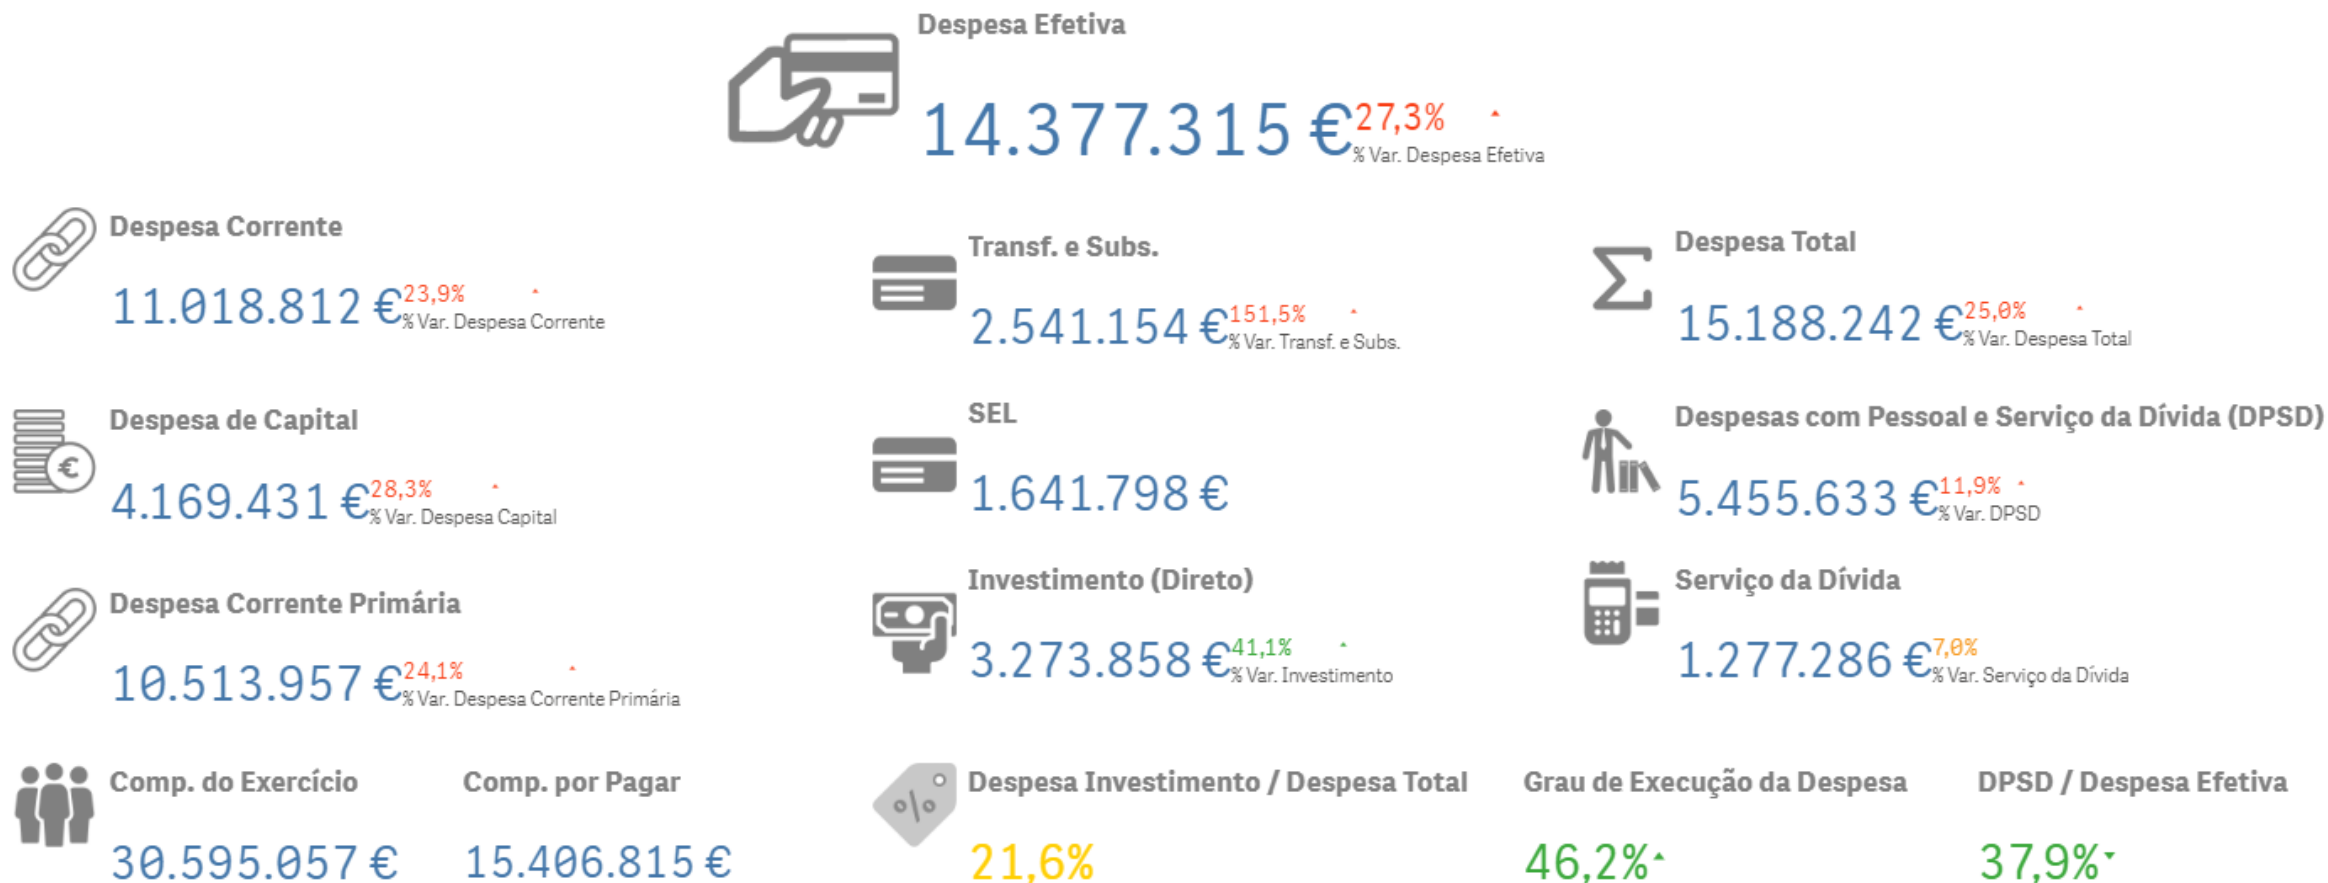 Despesa Efetiva
14.377.315 €
27,3%
% Var. Despesa Efetiva
Despesa Corrente
11.018.812 €
23,9%
% Var. Despesa Corrente
Transf. e Subs.
2.541.154 €
151,5%
% Var. Transf. e Subs.
Despesa Total
15.188.242 €
25,0%
% Var. Despesa Total
Despesa de Capital
4.169.431 €
28,3%
% Var. Despesa Capital
SEL
1.641.798 €
Despesas com Pessoal e Serviço da Dívida (DPSD)
5.455.633 €
11,9%
% Var. DPSD
Despesa Corrente Primária
10.513.957 €
24,1%
% Var. Despesa Corrente Primária
Investimento (Direto)
3.273.858 €
41,1%
% Var. Investimento
Serviço da Dívida
1.277.286 €
7,0%
% Var. Serviço da Dívida
Comp. do Exercício
30.595.057 €
Comp. por Pagar
15.406.815 €
%
Despesa Investimento / Despesa Total
21,6%
Grau de Execução da Despesa
46,2%
DPSD / Despesa Efetiva
37,9%